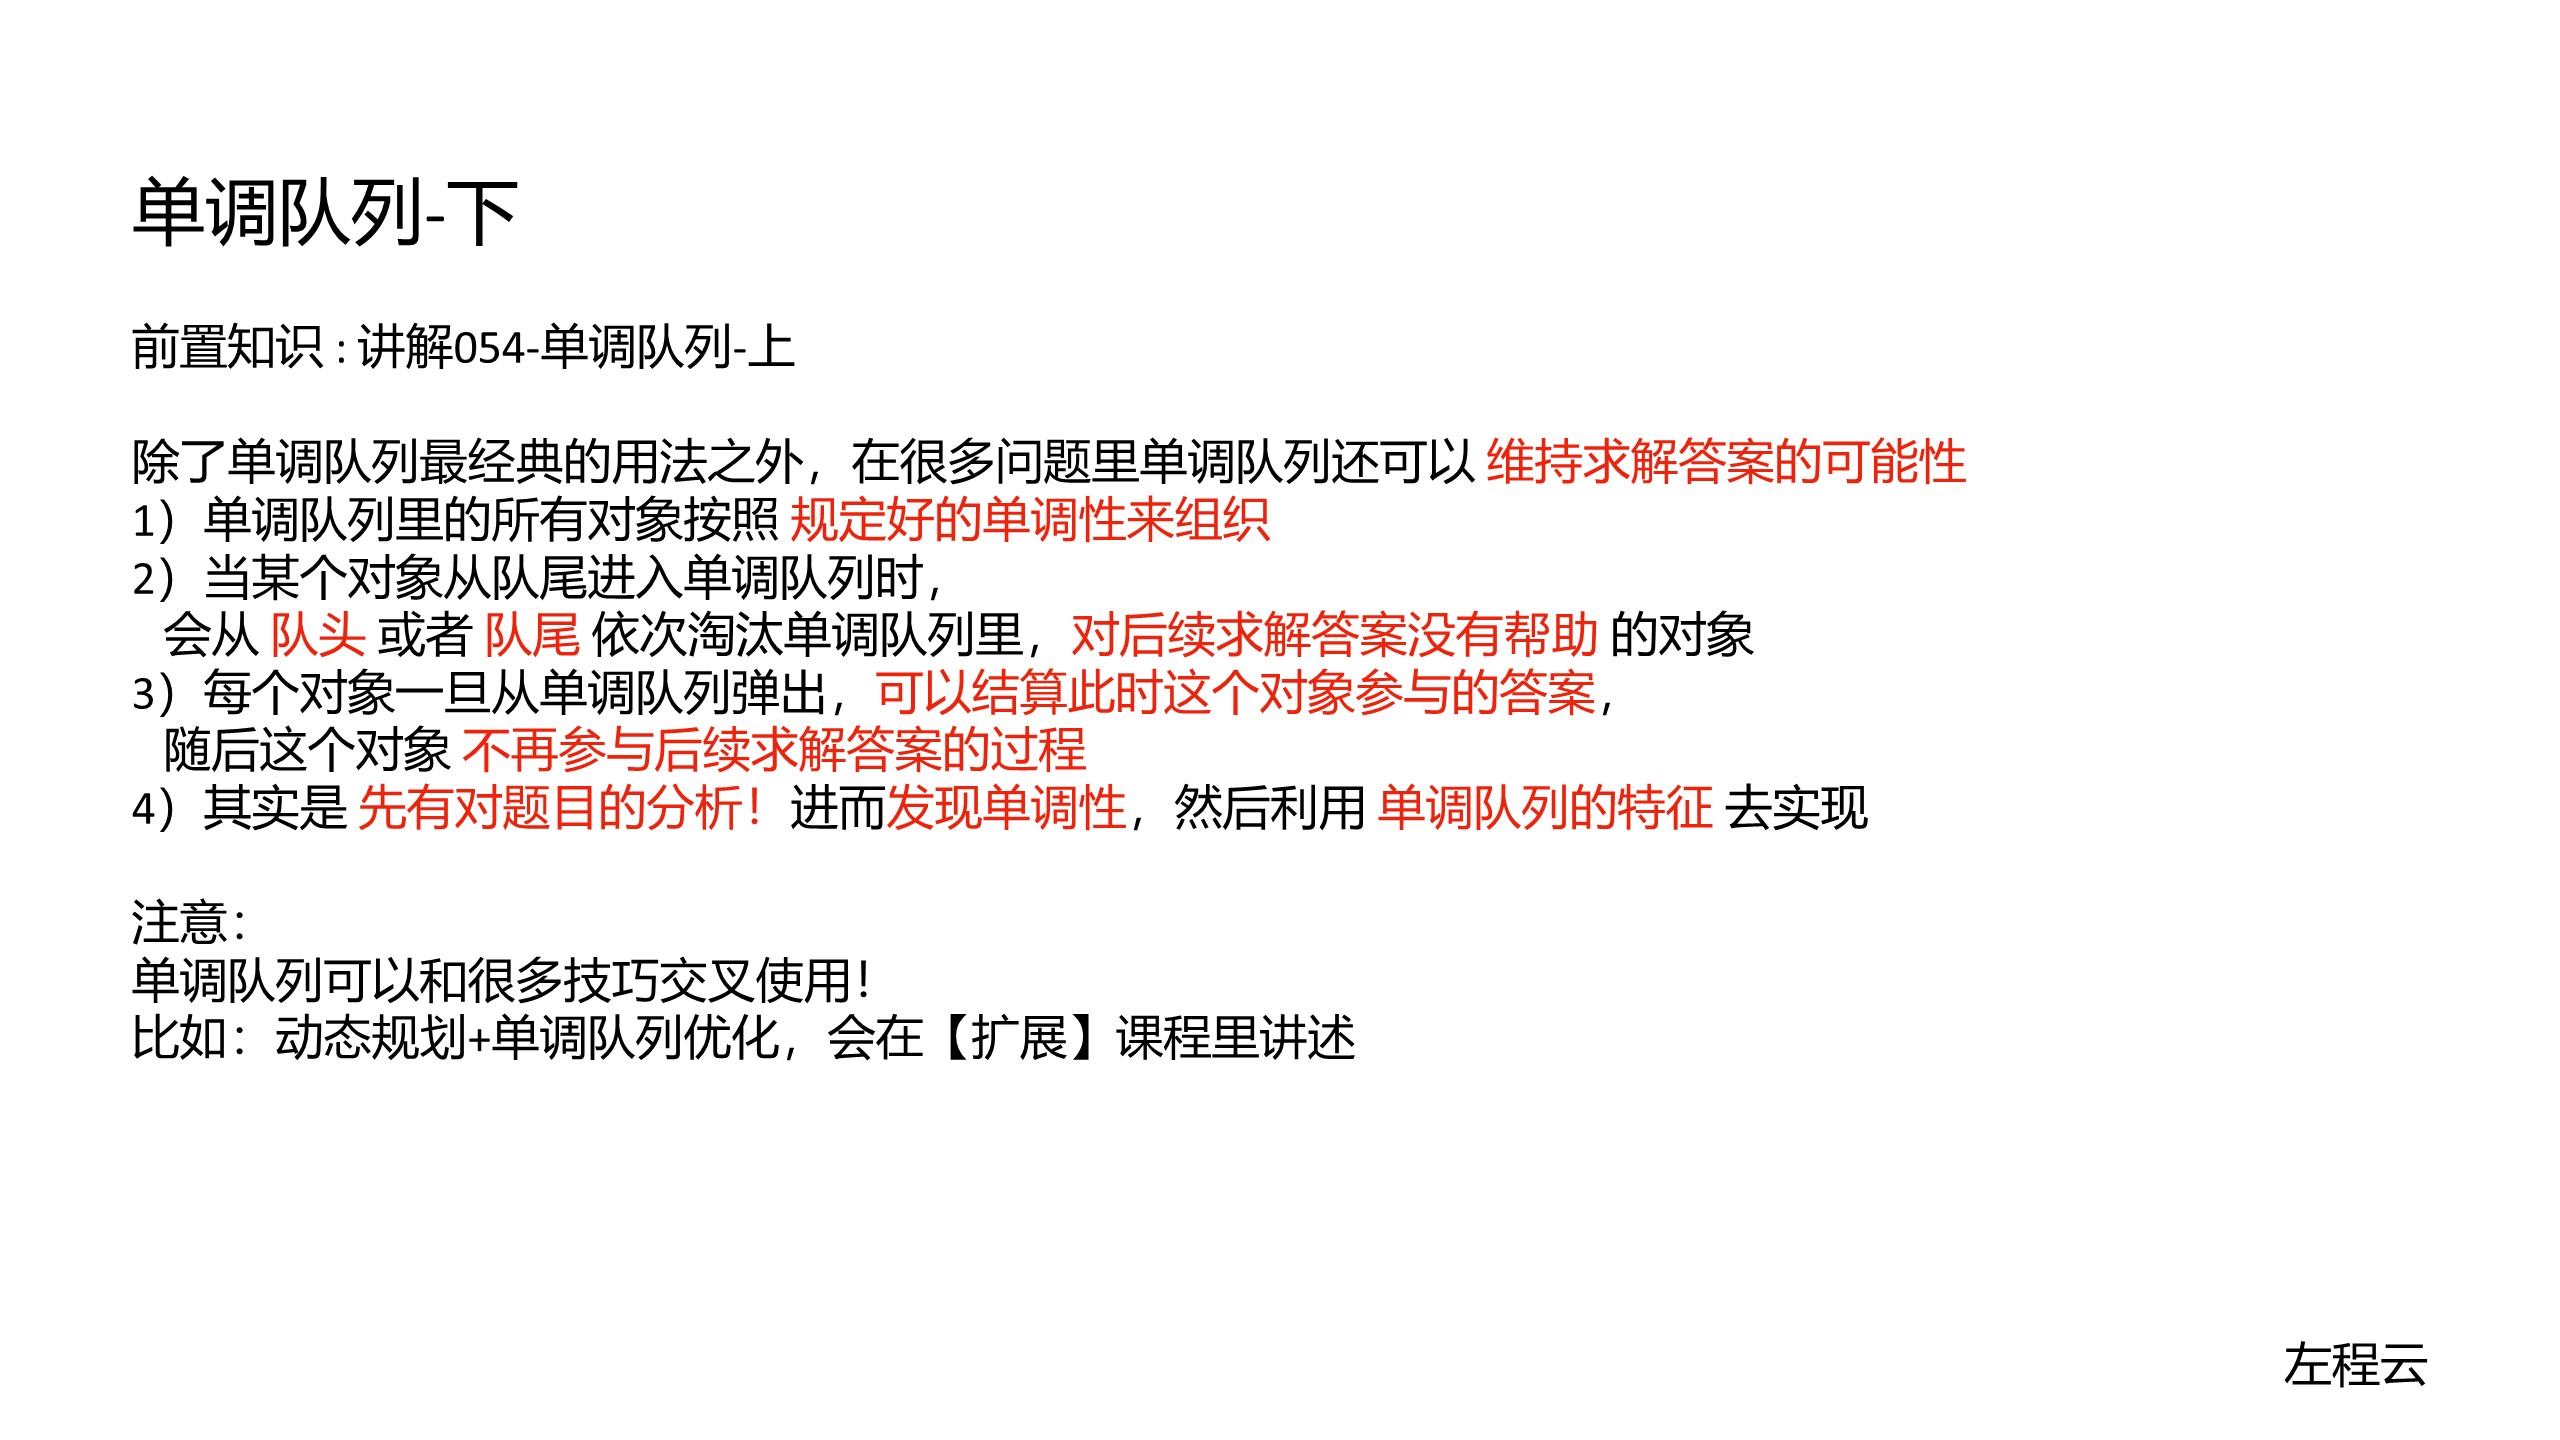 单调队列-下
前置知识 : 讲解054-单调队列-上
除了单调队列最经典的用法之外，在很多问题里单调队列还可以 维持求解答案的可能性
1）单调队列里的所有对象按照 规定好的单调性来组织
2）当某个对象从队尾进入单调队列时，
会从 队头 或者 队尾 依次淘汰单调队列里，对后续求解答案没有帮助 的对象
3）每个对象一旦从单调队列弹出，可以结算此时这个对象参与的答案，
随后这个对象 不再参与后续求解答案的过程
4）其实是 先有对题目的分析！进而发现单调性，然后利用 单调队列的特征 去实现
注意：
单调队列可以和很多技巧交叉使用！
比如：动态规划+单调队列优化，会在【扩展】课程里讲述
左程云